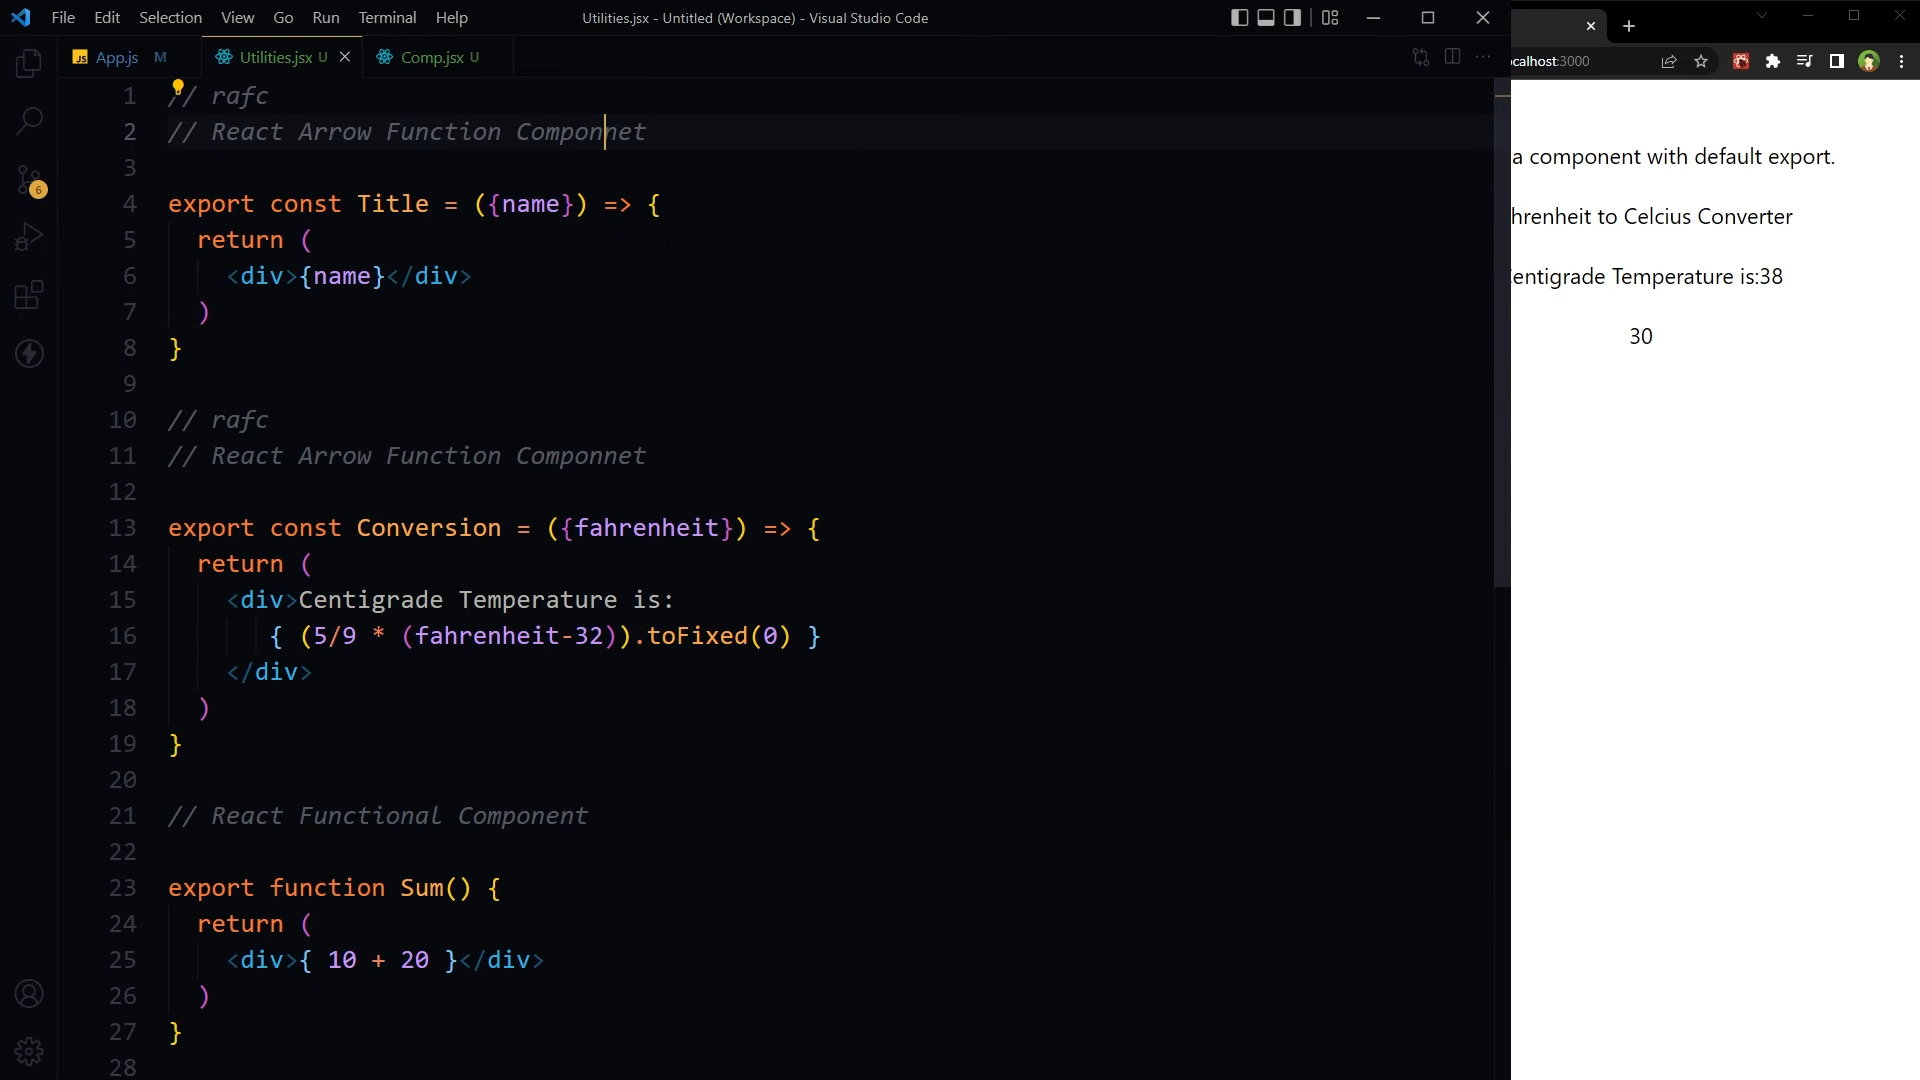 File Edit Selection View Go Run Terminal Help
Utilities.jsx - Untitled (Workspace) - Visual Studio Code
JS App.js M
Utilities.jsx U
Comp.jsx U
1 // rafc
2 // React Arrow Function Componnet
3
4 export const Title = ({name}) => {
5 return (
6 <div>{name}</div>
7 )
8 }
9
10 // rafc
11 // React Arrow Function Componnet
12
13 export const Conversion = ({fahrenheit}) => {
14 return (
15 <div>Centigrade Temperature is:
16 { (5/9 * (fahrenheit-32)).toFixed(0) }
17 </div>
18 )
19 }
20
21 // React Functional Component
22
23 export function Sum() {
24 return (
25 <div>{ 10 + 20 }</div>
26 )
27 }
28
6
ocalhost:3000
a component with default export.
hrenheit to Celcius Converter
entigrade Temperature is:38
30